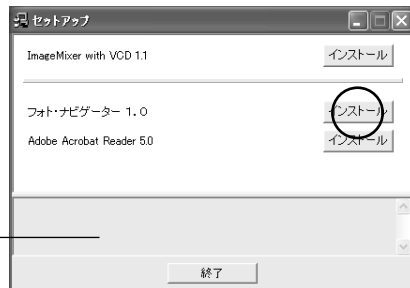 セットアップ
ImageMixer with VCD 1.1
インストール
フォト・ナビゲーター 1.0
インストール
Adobe Acrobat Reader 5.0
インストール
終了